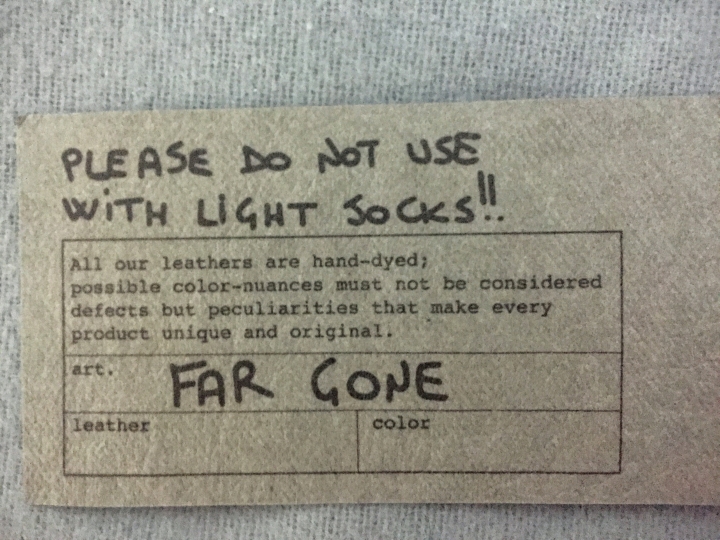 PLEASE DO NOT USE
WITH LIGHT SOCKS!!
All our leathers are hand-dyed;
possible color-nuances must not be considered
defects but peculiarities that make every
product unique and original.
art. FAR GONE
leather color